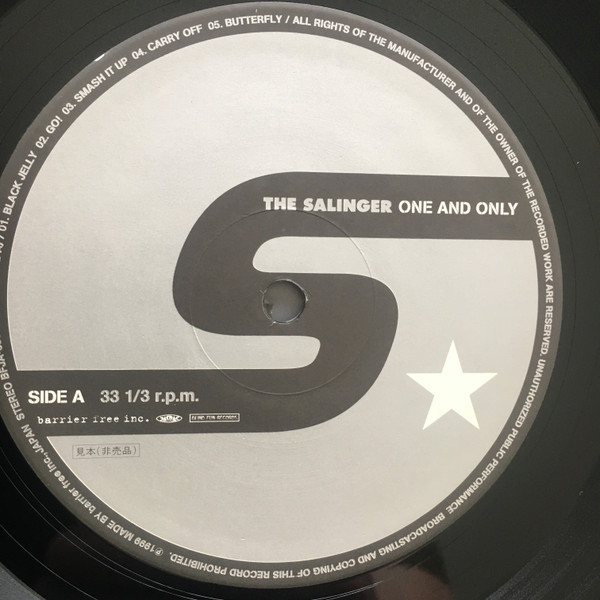 01. BLACK JELLY 02. GO! 03. SMASH IT UP 04. CARRY OFF 05. BUTTERFLY / ALL RIGHTS OF THE MANUFACTURER AND OF THE OWNER OF THE RECORDED WORK ARE RESERVED. UNAUTHORIZED PUBLIC PERFORMANCE BROADCASTING AND COPYING OF THIS RECORD PROHIBITED. ℗1999 MADE BY barrier free inc., JAPAN STEREO
THE SALINGER ONE AND ONLY
SIDE A 33 1/3 r.p.m.
barrier free inc.
見本(非売品)